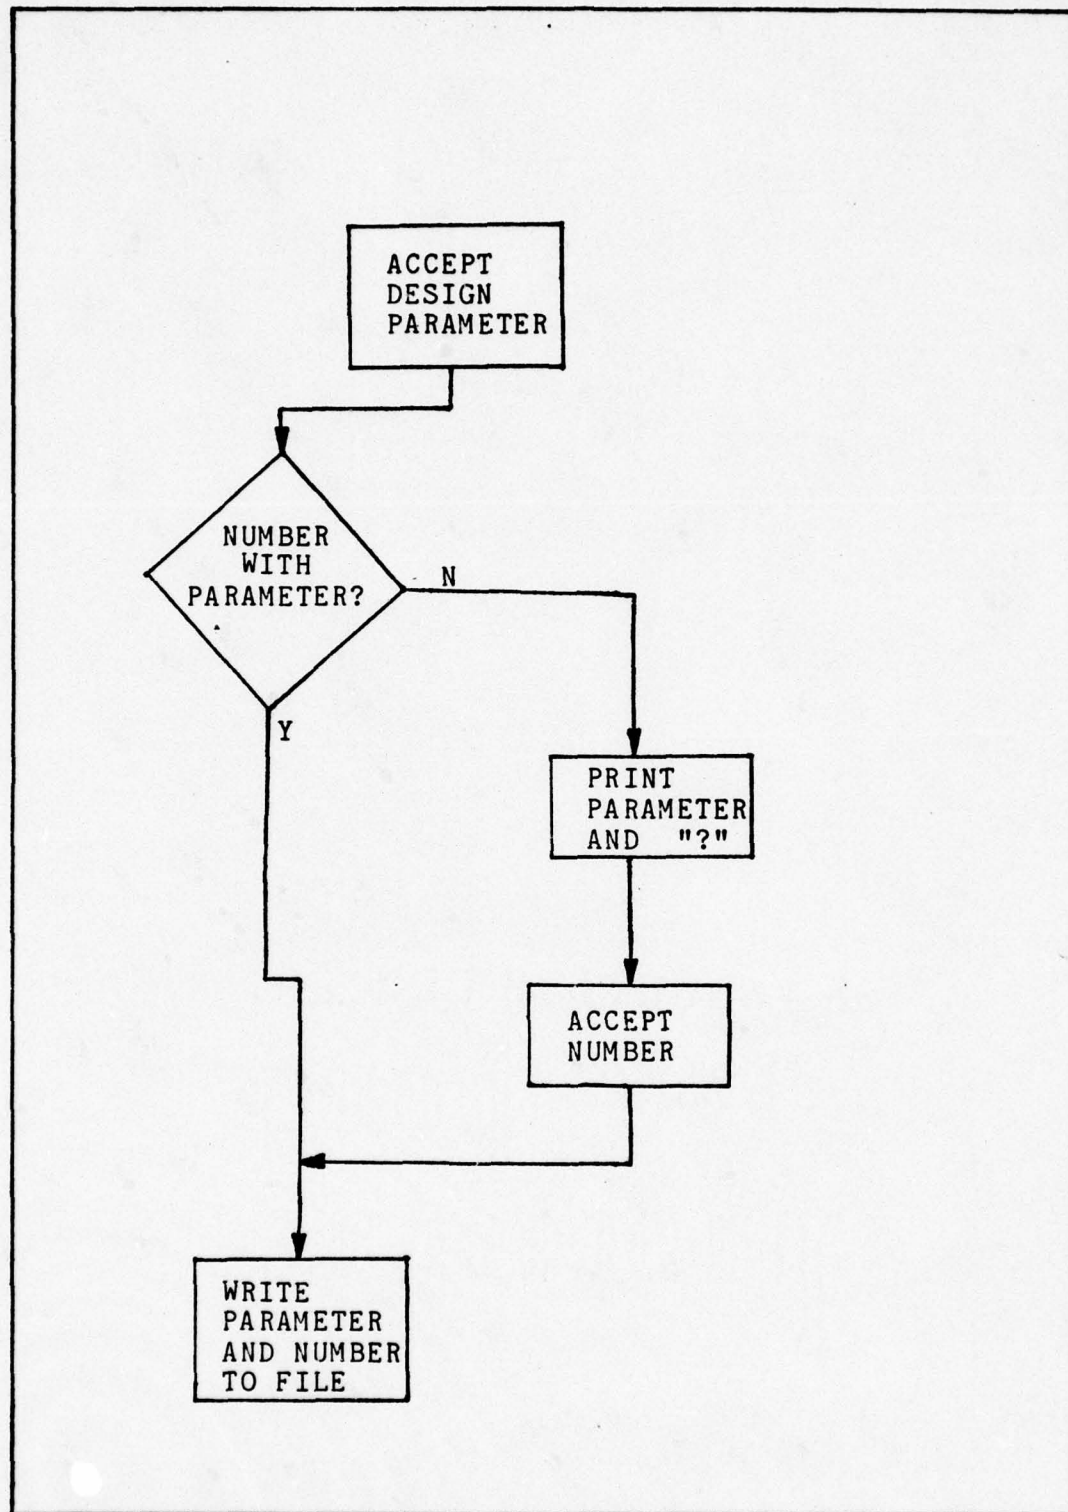 ACCEPT
DESIGN
PARAMETER
NUMBER
WITH
PARAMETER?
N
Y
PRINT
PARAMETER
AND "?"
ACCEPT
NUMBER
WRITE
PARAMETER
AND NUMBER
TO FILE